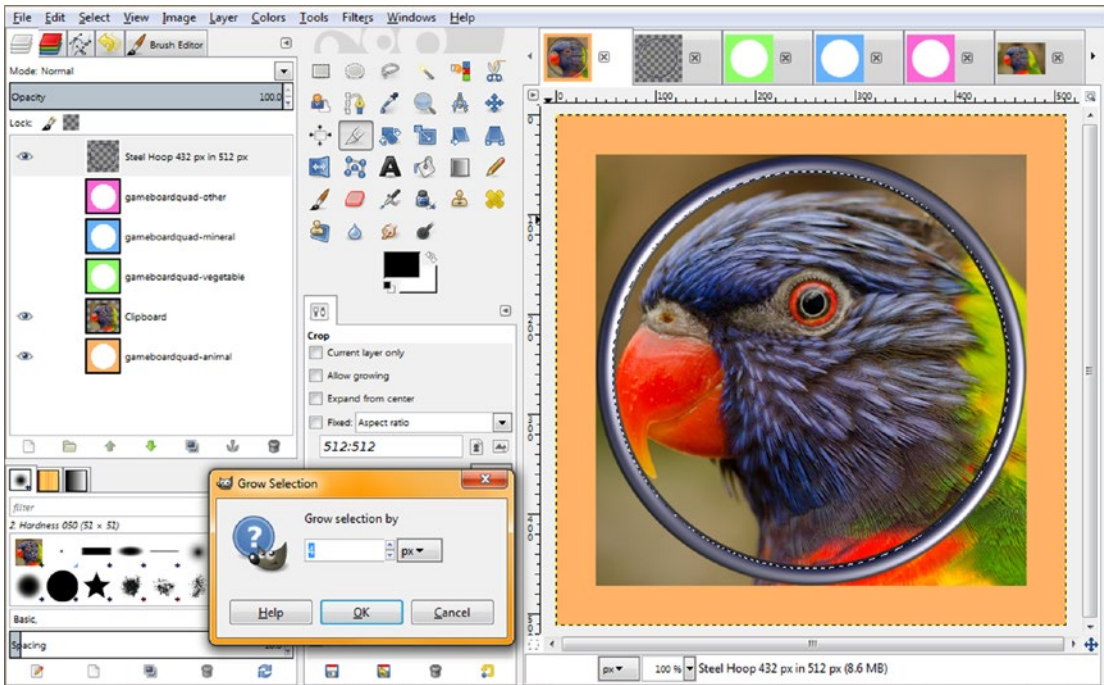 File Edit Select View Image Layer Colors Tools Filters Windows Help
Brush Editor
Mode: Normal
Opacity 100.0
Lock:
Steel Hoop 432 px in 512 px
gameboardquad-other
gameboardquad-mineral
gameboardquad-vegetable
Clipboard
gameboardquad-animal
filter
2. Hardness 050 (51 × 51)
Basic,
Spacing
Crop
Current layer only
Allow growing
Expand from center
Fixed: Aspect ratio
512:512
Grow Selection
Grow selection by
4 px
Help OK Cancel
0 100 200 300 400 500
px 100 % Steel Hoop 432 px in 512 px (8.6 MB)